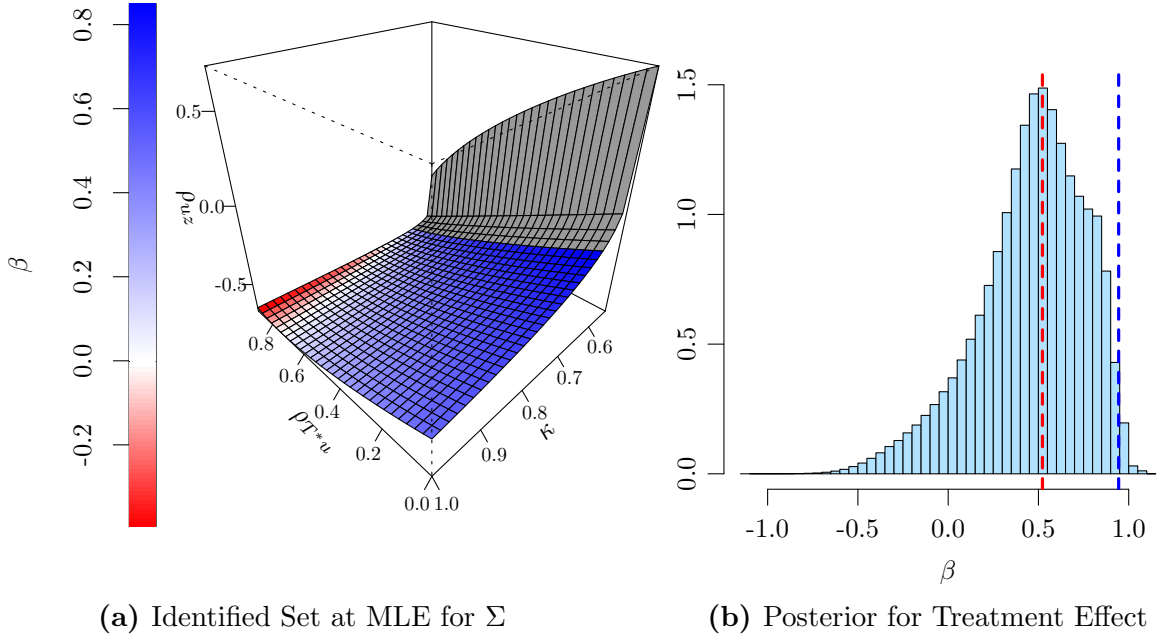 β
-0.2 0.0 0.2 0.4 0.6 0.8
0.5
0.0
-0.5
ρuz
0.8
0.6
0.4
0.2
0.0
ρT*u
1.0
0.9
0.8
0.7
0.6
κ
(a) Identified Set at MLE for Σ
0.0 0.5 1.0 1.5
-1.0 -0.5 0.0 0.5 1.0
β
(b) Posterior for Treatment Effect